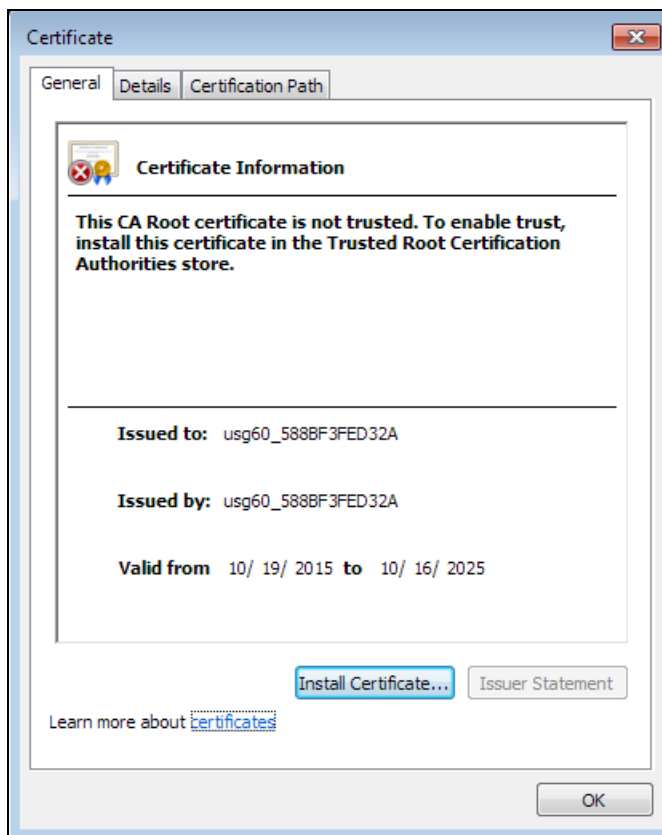 Certificate
General
Details
Certification Path
Certificate Information
This CA Root certificate is not trusted. To enable trust,
install this certificate in the Trusted Root Certification
Authorities store.
Issued to: usg60_588BF3FED32A
Issued by: usg60_588BF3FED32A
Valid from 10/ 19/ 2015 to 10/ 16/ 2025
Install Certificate...
Issuer Statement
Learn more about certificates
OK